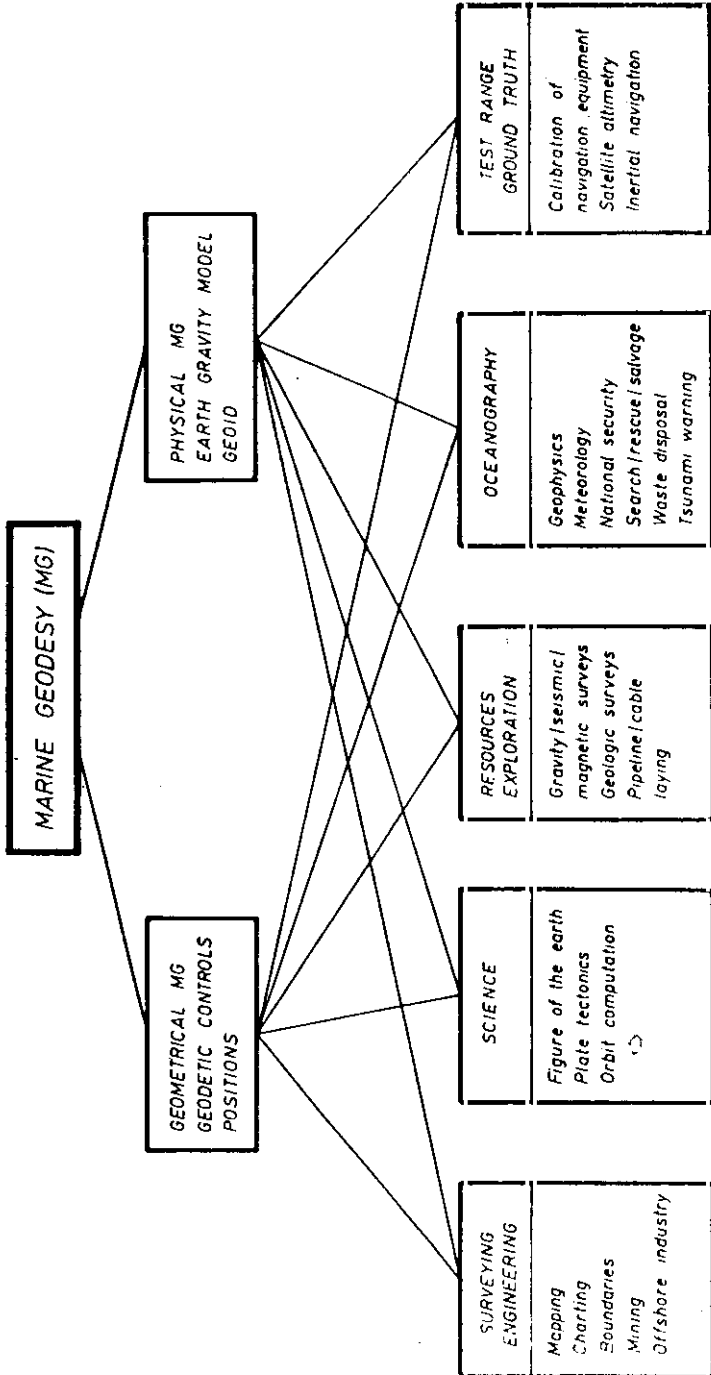 MARINE GEODESY (MG)
GEOMETRICAL MG
GEODETIC CONTROLS
POSITIONS
PHYSICAL MG
EARTH GRAVITY MODEL
GEOID
SURVEYING
ENGINEERING
Mapping
Charting
Boundaries
Mining
Offshore industry
SCIENCE
Figure of the earth
Plate tectonics
Orbit computation
RESOURCES
EXPLORATION
Gravity/seismic/
magnetic surveys
Geologic surveys
Pipeline/cable
laying
OCEANOGRAPHY
Geophysics
Meteorology
National security
Search/rescue/salvage
Waste disposal
Tsunami warning
TEST RANGE
GROUND TRUTH
Calibration of
navigation equipment
Satellite altimetry
Inertial navigation